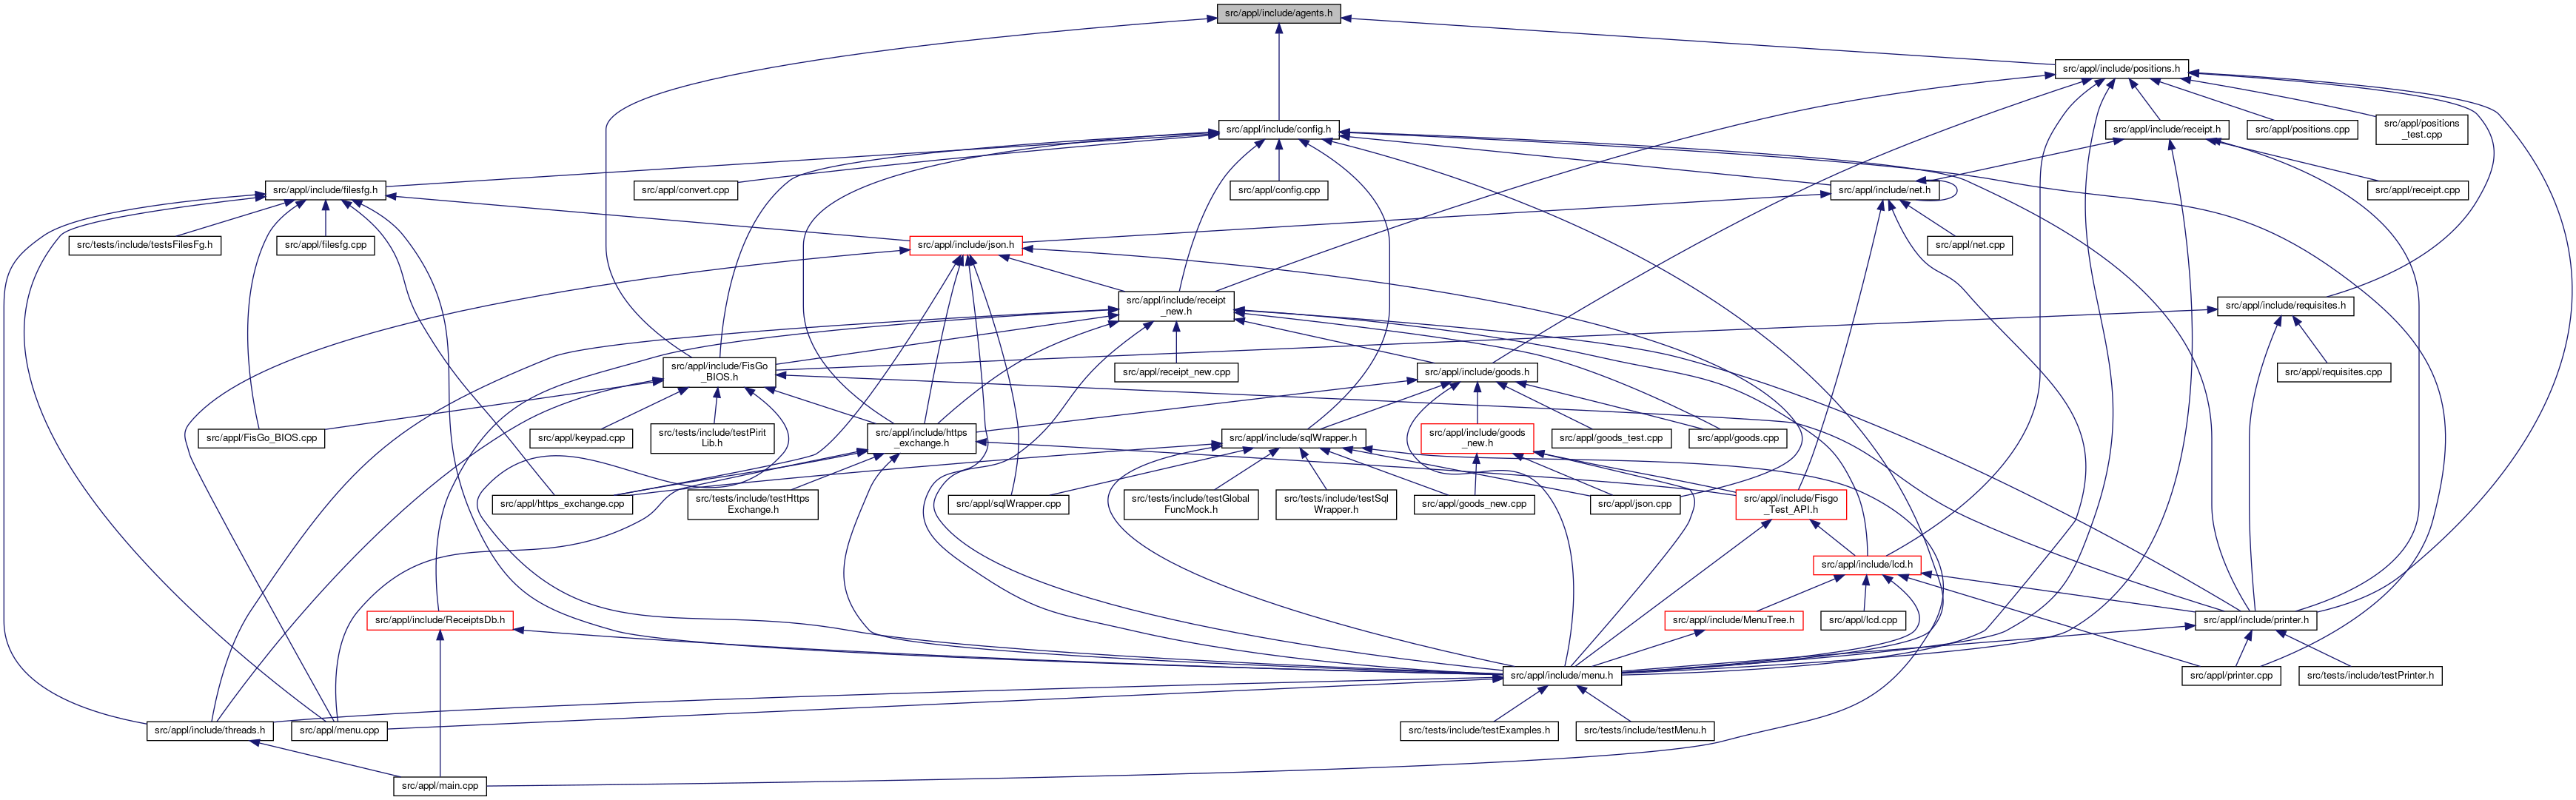 src/appl/include/agents.h
src/appl/include/positions.h
src/appl/include/config.h
src/appl/include/receipt.h
src/appl/positions.cpp
src/appl/positions
_test.cpp
src/appl/include/filesfg.h
src/appl/convert.cpp
src/appl/config.cpp
src/appl/include/net.h
src/appl/receipt.cpp
src/tests/include/testsFilesFg.h
src/appl/filesfg.cpp
src/appl/include/json.h
src/appl/net.cpp
src/appl/include/receipt
_new.h
src/appl/include/requisites.h
src/appl/include/FisGo
_BIOS.h
src/appl/receipt_new.cpp
src/appl/include/goods.h
src/appl/requisites.cpp
src/appl/FisGo_BIOS.cpp
src/appl/keypad.cpp
src/tests/include/testPirit
Lib.h
src/appl/include/https
_exchange.h
src/appl/include/sqlWrapper.h
src/appl/include/goods
_new.h
src/appl/goods_test.cpp
src/appl/goods.cpp
src/appl/https_exchange.cpp
src/tests/include/testHttps
Exchange.h
src/appl/sqlWrapper.cpp
src/tests/include/testGlobal
FuncMock.h
src/tests/include/testSql
Wrapper.h
src/appl/goods_new.cpp
src/appl/json.cpp
src/appl/include/Fisgo
_Test_API.h
src/appl/include/lcd.h
src/appl/include/ReceiptsDb.h
src/appl/include/MenuTree.h
src/appl/lcd.cpp
src/appl/include/printer.h
src/appl/include/menu.h
src/appl/printer.cpp
src/tests/include/testPrinter.h
src/appl/include/threads.h
src/appl/menu.cpp
src/tests/include/testExamples.h
src/tests/include/testMenu.h
src/appl/main.cpp